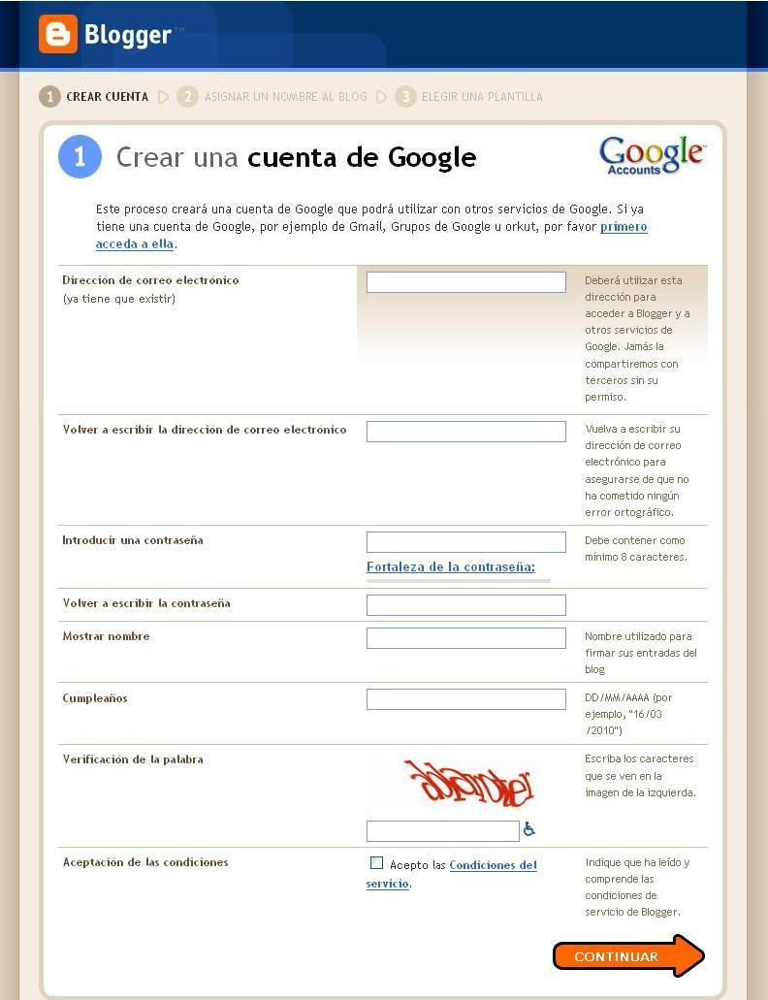 Blogger™
1 CREAR CUENTA 2 ASIGNAR UN NOMBRE AL BLOG 3 ELEGIR UNA PLANTILLA
1 Crear una cuenta de Google
Google™
Accounts
Este proceso creará una cuenta de Google que podrá utilizar con otros servicios de Google. Si ya
tiene una cuenta de Google, por ejemplo de Gmail, Grupos de Google u orkut, por favor primero
acceda a ella.
Dirección de correo electrónico
(ya tiene que existir)
Deberá utilizar esta
dirección para
acceder a Blogger y a
otros servicios de
Google. Jamás la
compartiremos con
terceros sin su
permiso.
Volver a escribir la dirección de correo electrónico
Vuelva a escribir su
dirección de correo
electrónico para
asegurarse de que no
ha cometido ningún
error ortográfico.
Introducir una contraseña
Fortaleza de la contraseña:
Debe contener como
mínimo 8 caracteres.
Volver a escribir la contraseña
Mostrar nombre
Nombre utilizado para
firmar sus entradas del
blog
Cumpleaños
DD/MM/AAAA (por
ejemplo, "16/03
/2010")
Verificación de la palabra
Escriba los caracteres
que se ven en la
imagen de la izquierda.
Aceptación de las condiciones
Acepto las Condiciones del
servicio.
Indique que ha leído y
comprende las
condiciones de
servicio de Blogger.
CONTINUAR